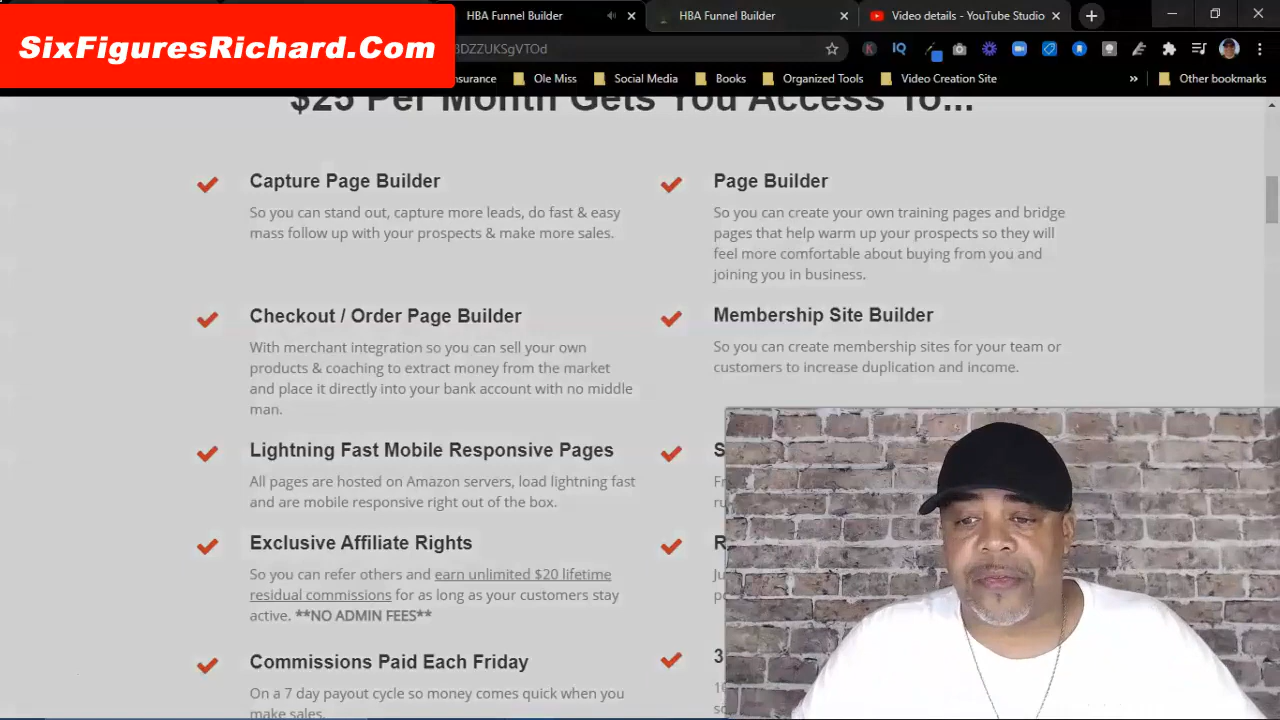 SixFiguresRichard.Com
HBA Funnel Builder
HBA Funnel Builder
Video details - YouTube Studio
3DZZUKSgVTOd
Ole Miss
Social Media
Books
Organized Tools
Video Creation Site
Other bookmarks
$25 Per Month Gets You Access To...
Capture Page Builder
So you can stand out, capture more leads, do fast & easy
mass follow up with your prospects & make more sales.
Page Builder
So you can create your own training pages and bridge
pages that help warm up your prospects so they will
feel more comfortable about buying from you and
joining you in business.
Checkout / Order Page Builder
With merchant integration so you can sell your own
products & coaching to extract money from the market
and place it directly into your bank account with no middle
man.
Membership Site Builder
So you can create membership sites for your team or
customers to increase duplication and income.
Lightning Fast Mobile Responsive Pages
All pages are hosted on Amazon servers, load lightning fast
and are mobile responsive right out of the box.
Exclusive Affiliate Rights
So you can refer others and earn unlimited $20 lifetime
residual commissions for as long as your customers stay
active. **NO ADMIN FEES**
Commissions Paid Each Friday
On a 7 day payout cycle so money comes quick when you
make sales.